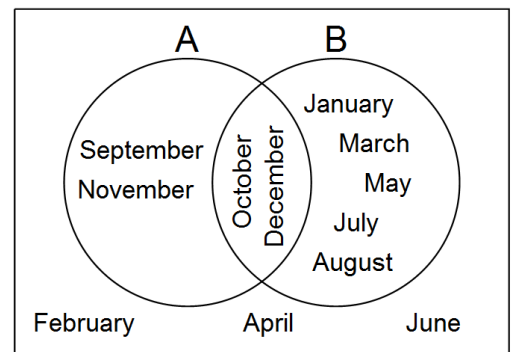 A
B
January
September
March
November
October
December
May
July
August
February
April
June